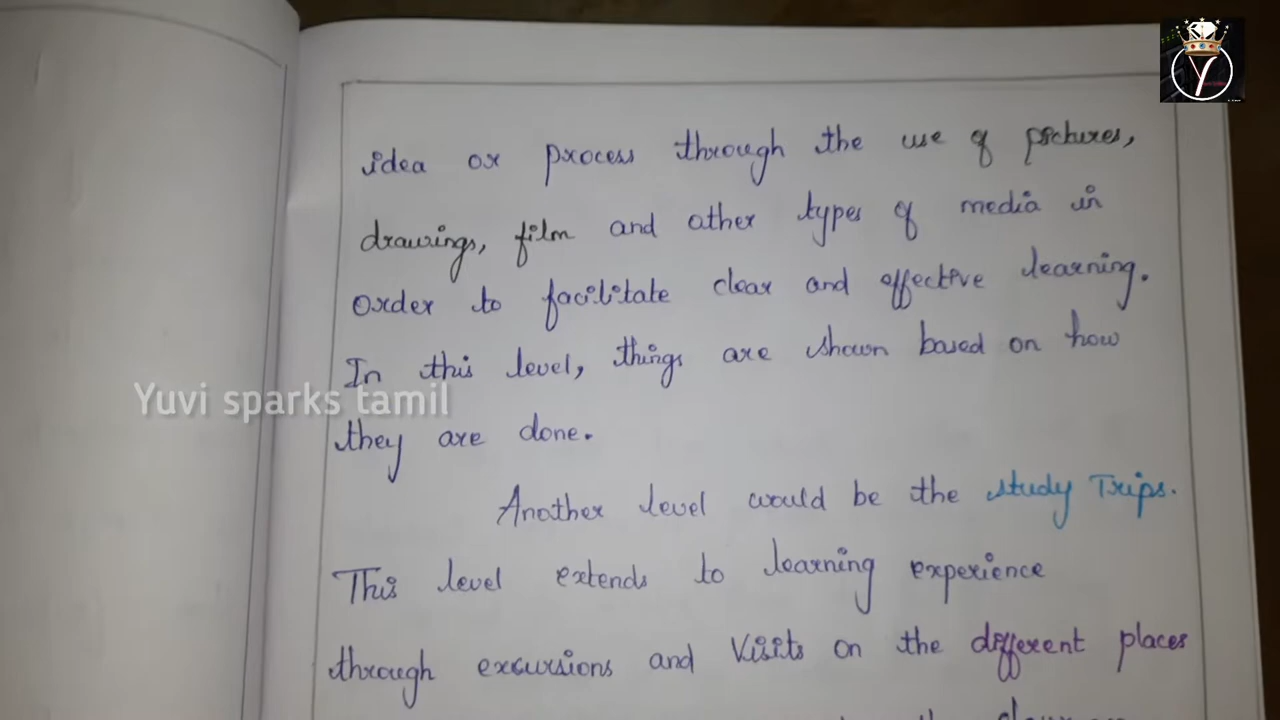 idea or process through the use of pictures,
drawings, film and other types of media in
order to facilitate clear and effective learning.
In this level, things are shown based on how
Yuvi sparks tamil
they are done.
Another level would be the study Trips.
This level extends to learning experience
through excursions and visits on the different places